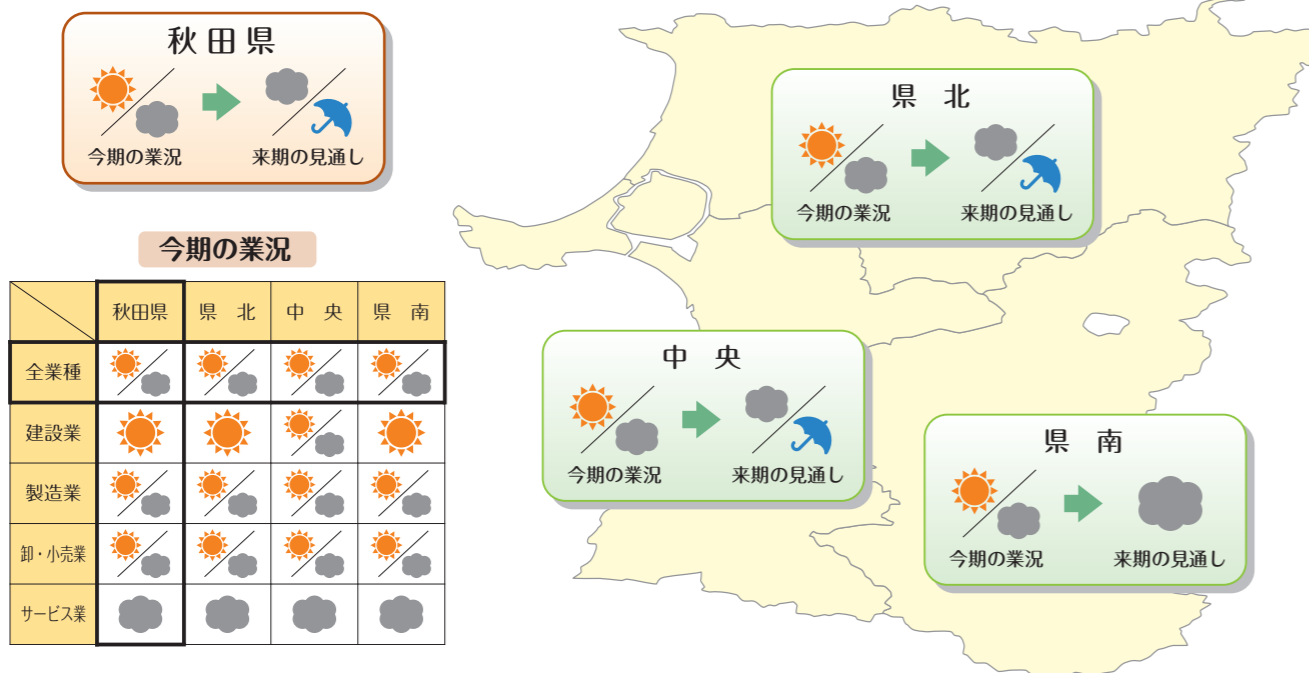 秋田県
今期の業況 来期の見通し
県 北
今期の業況 来期の見通し
今期の業況
秋田県 県 北 中 央 県 南
全業種
建設業
製造業
卸・小売業
サービス業
中 央
今期の業況 来期の見通し
県 南
今期の業況 来期の見通し